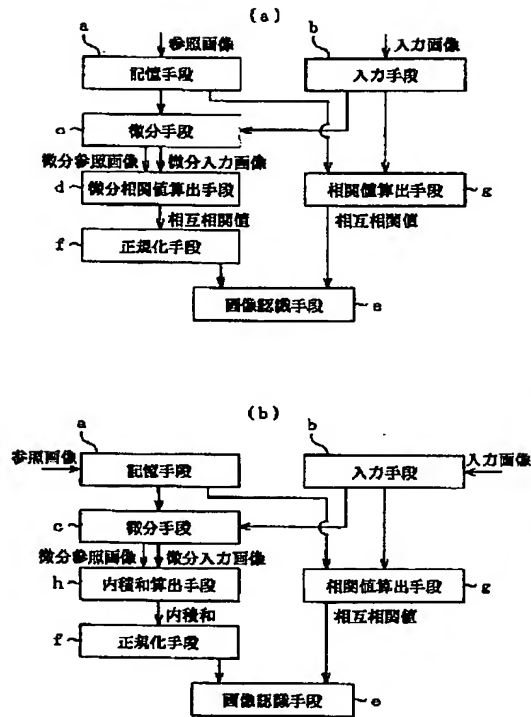 (a)
a
参照画像
b
入力画像
記憶手段
入力手段
c
微分手段
微分参照画像
微分入力画像
d
微分相関値算出手段
相関値算出手段
g
相互相関値
相互相関値
f
正規化手段
画像認識手段
e
(b)
a
b
参照画像
記憶手段
入力手段
入力画像
c
微分手段
微分参照画像
微分入力画像
h
内積和算出手段
相関値算出手段
g
内積和
相互相関値
f
正規化手段
画像認識手段
e